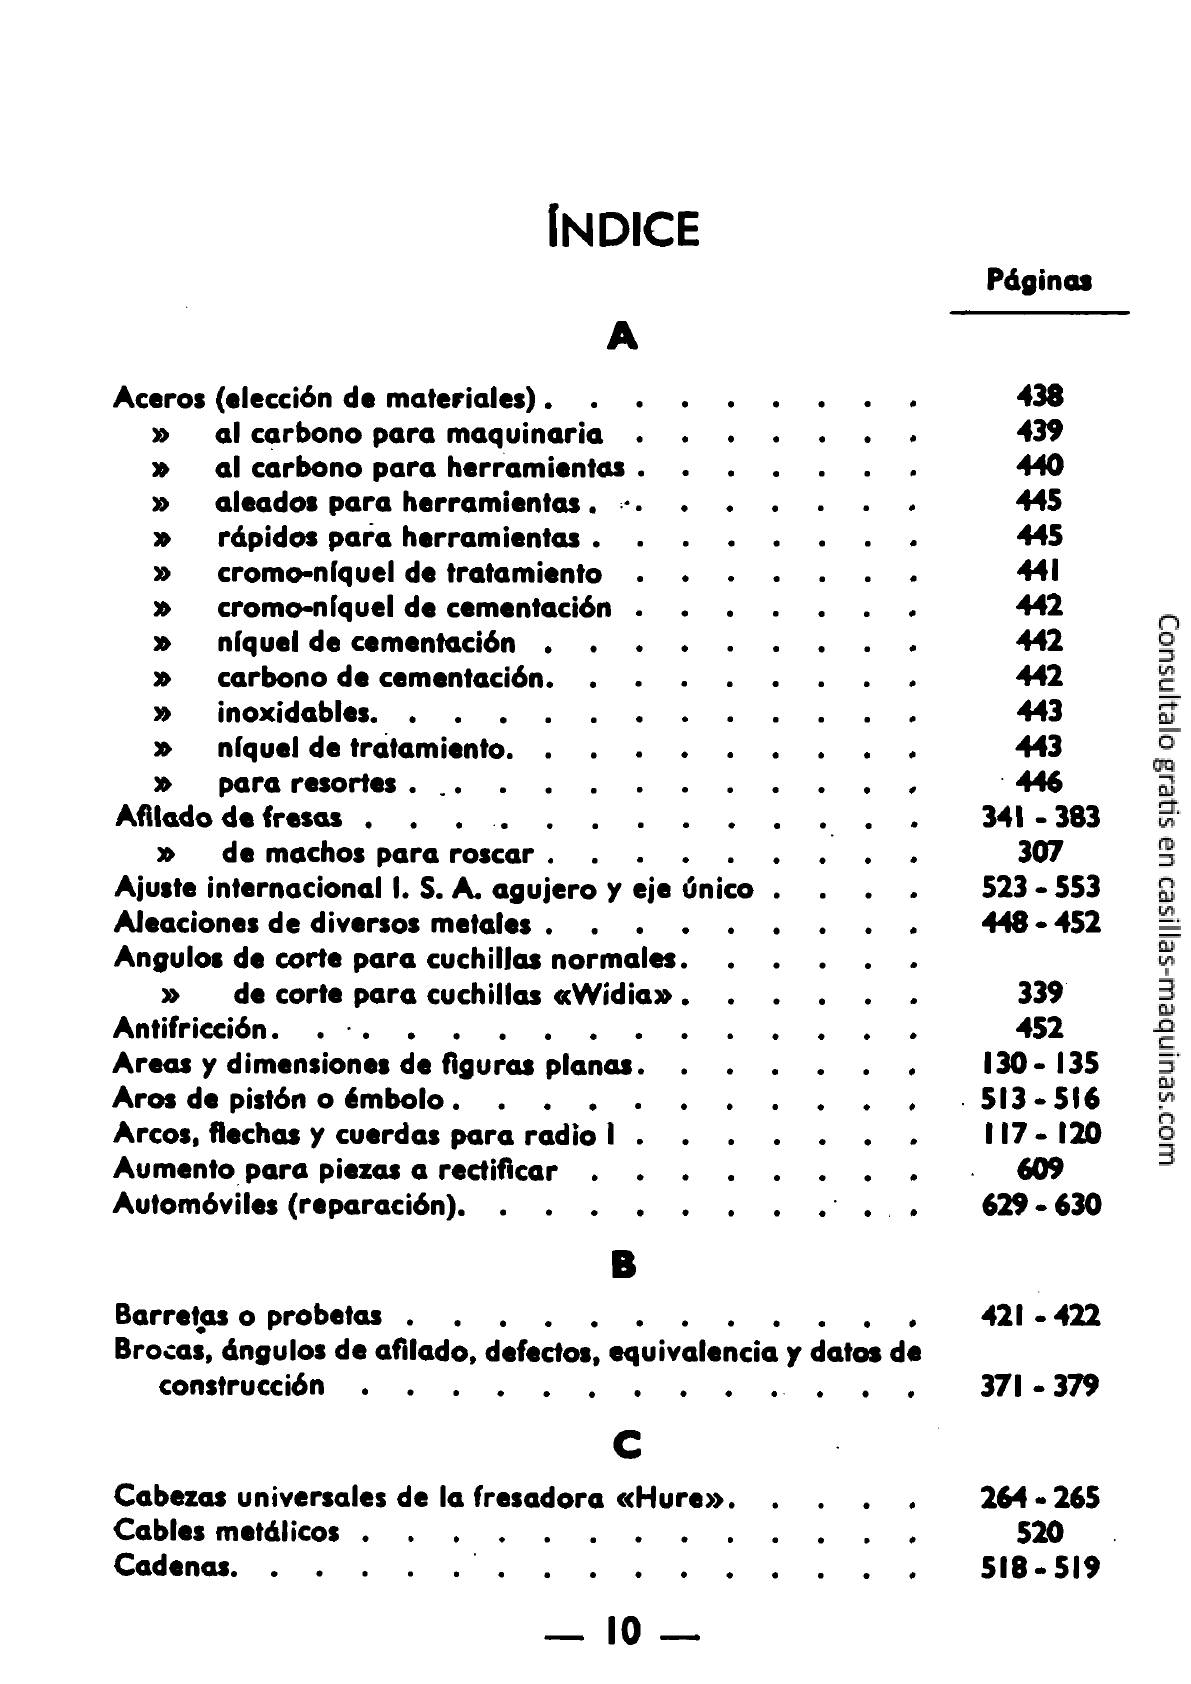 ÍNDICE
Páginas
A
Aceros (elección de materiales) . . . . . . . . . 438
» al carbono para maquinaria . . . . . . . 439
» al carbono para herramientas . . . . . . . 440
» aleados para herramientas . . . . . . . . 445
» rápidos para herramientas . . . . . . . . 445
» cromo-níquel de tratamiento . . . . . . . 441
» cromo-níquel de cementación . . . . . . . 442
» níquel de cementación . . . . . . . . . 442
» carbono de cementación. . . . . . . . . 442
» inoxidables. . . . . . . . . . . . . 443
» níquel de tratamiento. . . . . . . . . . 443
» para resortes . . . . . . . . . . . . 446
Afilado de fresas . . . . . . . . . . . . . 341 - 383
» de machos para roscar . . . . . . . . . 307
Ajuste internacional I. S. A. agujero y eje único . . . . 523 - 553
Aleaciones de diversos metales . . . . . . . . . 448 - 452
Angulos de corte para cuchillas normales. . . . . .
» de corte para cuchillas «Widia» . . . . . . 339
Antifricción. . . . . . . . . . . . . . . 452
Areas y dimensiones de figuras planas. . . . . . . 130 - 135
Aros de pistón o émbolo . . . . . . . . . . . 513 - 516
Arcos, flechas y cuerdas para radio 1 . . . . . . . 117 - 120
Aumento para piezas a rectificar . . . . . . . . 609
Automóviles (reparación). . . . . . . . . . . 629 - 630
B
Barretas o probetas . . . . . . . . . . . . 421 - 422
Brocas, ángulos de afilado, defectos, equivalencia y datos de
construcción . . . . . . . . . . . . . 371 - 379
C
Cabezas universales de la fresadora «Hure». . . . . 264 - 265
Cables metálicos . . . . . . . . . . . . . 520
Cadenas. . . . . . . . . . . . . . . . 518 - 519
— 10 —
Consultalo gratis en casillas-maquinas.com